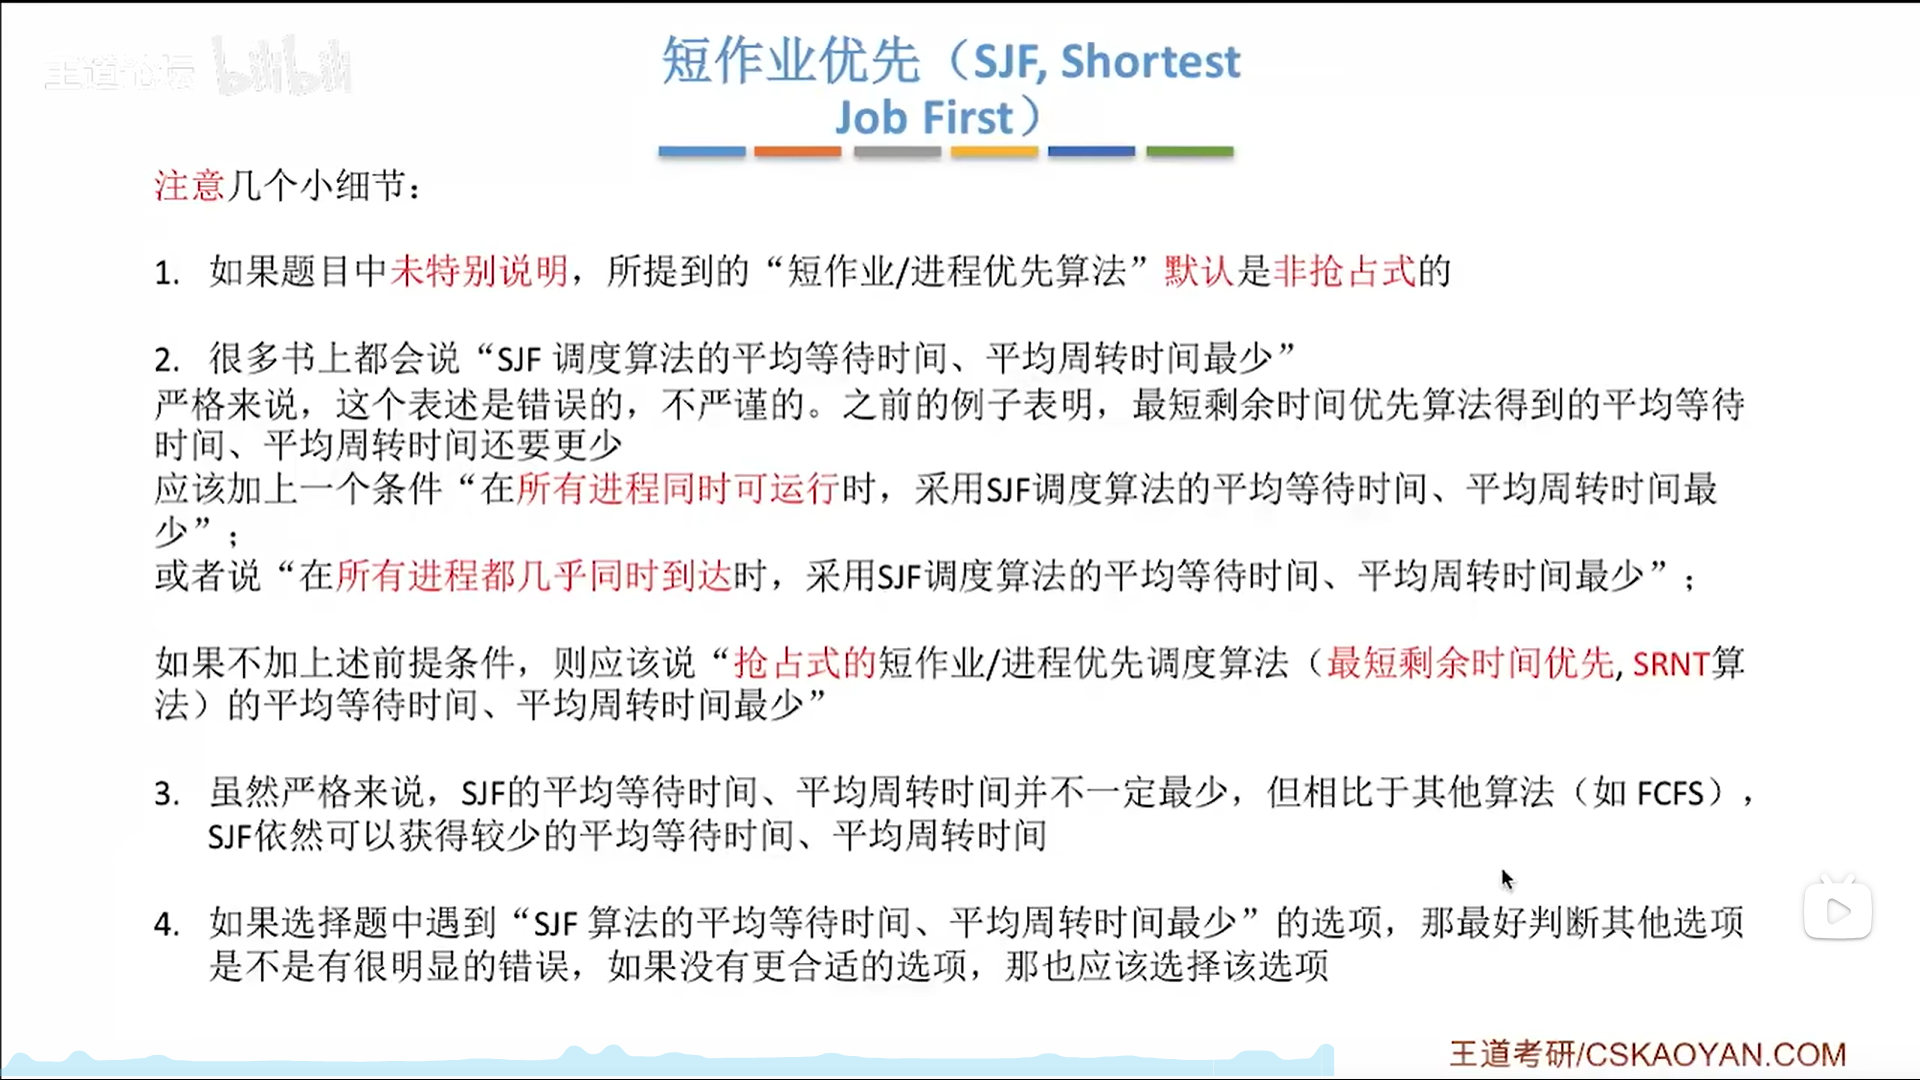 王道论坛 bilibili
短作业优先（SJF, Shortest
Job First）
注意几个小细节：
1. 如果题目中未特别说明，所提到的“短作业/进程优先算法”默认是非抢占式的
2. 很多书上都会说“SJF 调度算法的平均等待时间、平均周转时间最少”
严格来说，这个表述是错误的，不严谨的。之前的例子表明，最短剩余时间优先算法得到的平均等待
时间、平均周转时间还要更少
应该加上一个条件“在所有进程同时可运行时，采用SJF调度算法的平均等待时间、平均周转时间最
少”；
或者说“在所有进程都几乎同时到达时，采用SJF调度算法的平均等待时间、平均周转时间最少”；
如果不加上述前提条件，则应该说“抢占式的短作业/进程优先调度算法（最短剩余时间优先, SRNT算
法）的平均等待时间、平均周转时间最少”
3. 虽然严格来说，SJF的平均等待时间、平均周转时间并不一定最少，但相比于其他算法（如 FCFS），
SJF依然可以获得较少的平均等待时间、平均周转时间
4. 如果选择题中遇到“SJF 算法的平均等待时间、平均周转时间最少”的选项，那最好判断其他选项
是不是有很明显的错误，如果没有更合适的选项，那也应该选择该选项
王道考研/CSKAOYAN.COM